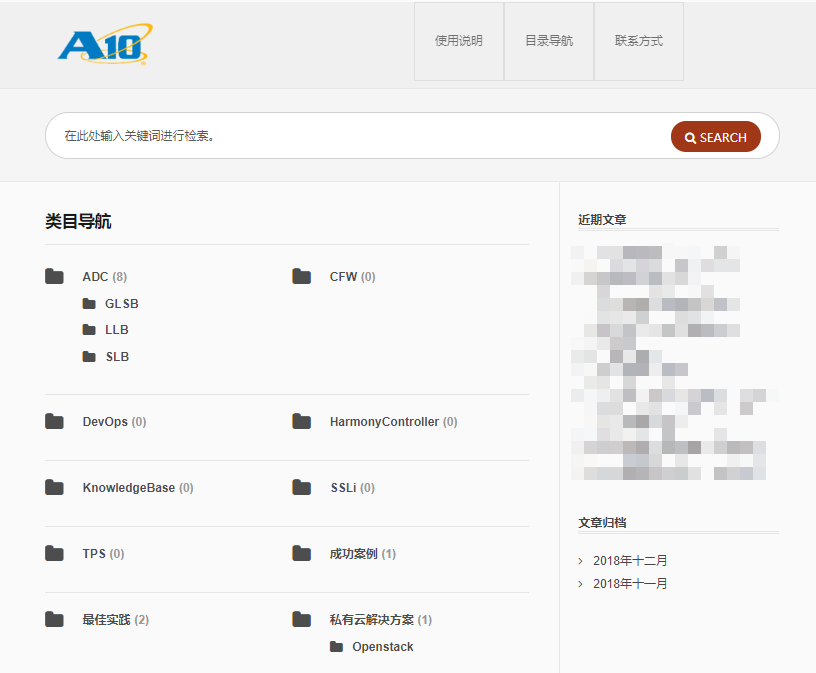 A10
使用说明
目录导航
联系方式
在此处输入关键词进行检索。
SEARCH
类目导航
ADC (8)
GLSB
LLB
SLB
CFW (0)
DevOps (0)
HarmonyController (0)
KnowledgeBase (0)
SSLi (0)
TPS (0)
成功案例 (1)
最佳实践 (2)
私有云解决方案 (1)
Openstack
近期文章
文章归档
2018年十二月
2018年十一月